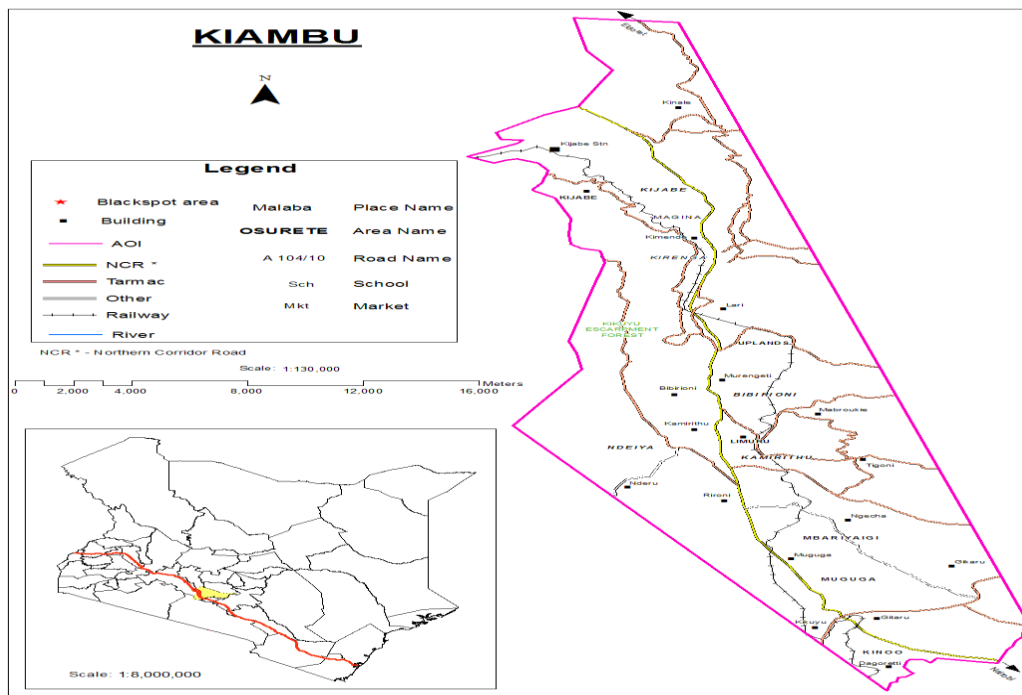 KIAMBU
N
Legend
Blackspot area
Building
AOI
NCR *
Tarmac
Other
Railway
River
Malaba Place Name
OSURETE Area Name
A 104/10 Road Name
Sch School
Mkt Market
NCR * - Northern Corridor Road
Scale: 1:130,000
0 2,000 4,000 8,000 12,000 16,000 Meters
Scale: 1:8,000,000
Eldoret
Kinale
Kijabe Stn
KIJABE
KIJABE
MAGINA
Kimende
KIRENGA
Lari
KIKUYU
ESCARPMENT
FOREST
UPLANDS
Murengeti
Bibirioni
BIBIRIONI
Mabroukie
Kamirithu
LIMURU
NDEIYA
KAMIRITHU
Tigoni
Nderu
Rironi
Ngecha
MBARIYAIGI
Muguga
Gikaru
MUGUGA
Kikuyu
Gitaru
KINOO
Dagoretti
Nairobi